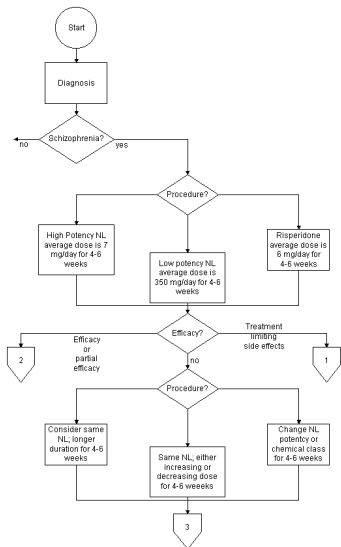 Start
Diagnosis
Schizophrenia?
no
yes
Procedure?
High Potency NL
average dose is 7
mg/day for 4-6
weeks
Low potency NL
average dose is
350 mg/day for 4-6
weeks
Risperidone
average dose is
6 mg/day for
4-6 weeks
Efficacy?
Efficacy
or
partial
efficacy
Treatment
limiting
side effects
2
1
no
Procedure?
Consider same
NL; longer
duration for 4-6
weeks
Same NL; either
increasing or
decreasing dose
for 4-6 weeeks
Change NL
potentcy or
chemical class
for 4-6 weeks
3